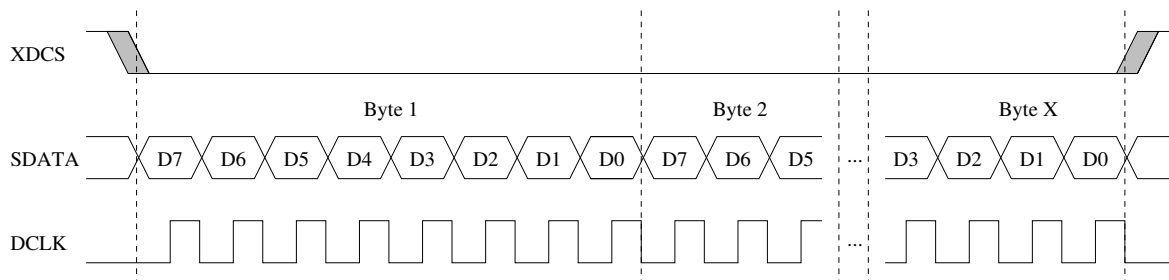 XDCS
Byte 1 Byte 2 Byte X
SDATA D7 D6 D5 D4 D3 D2 D1 D0 D7 D6 D5 ... D3 D2 D1 D0
DCLK ...